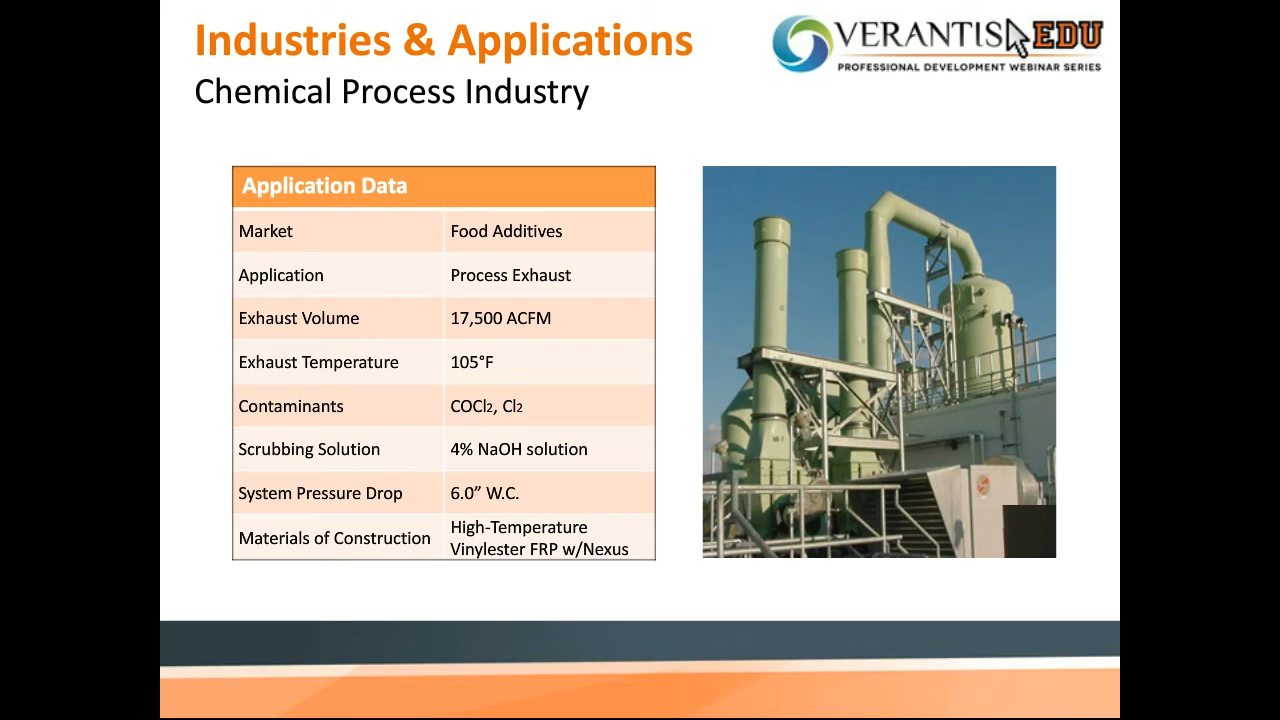 Industries & Applications
Chemical Process Industry
VERANTIS EDU
PROFESSIONAL DEVELOPMENT WEBINAR SERIES
Application Data
Market Food Additives
Application Process Exhaust
Exhaust Volume 17,500 ACFM
Exhaust Temperature 105°F
Contaminants COCl2, Cl2
Scrubbing Solution 4% NaOH solution
System Pressure Drop 6.0” W.C.
Materials of Construction High-Temperature
Vinylester FRP w/Nexus